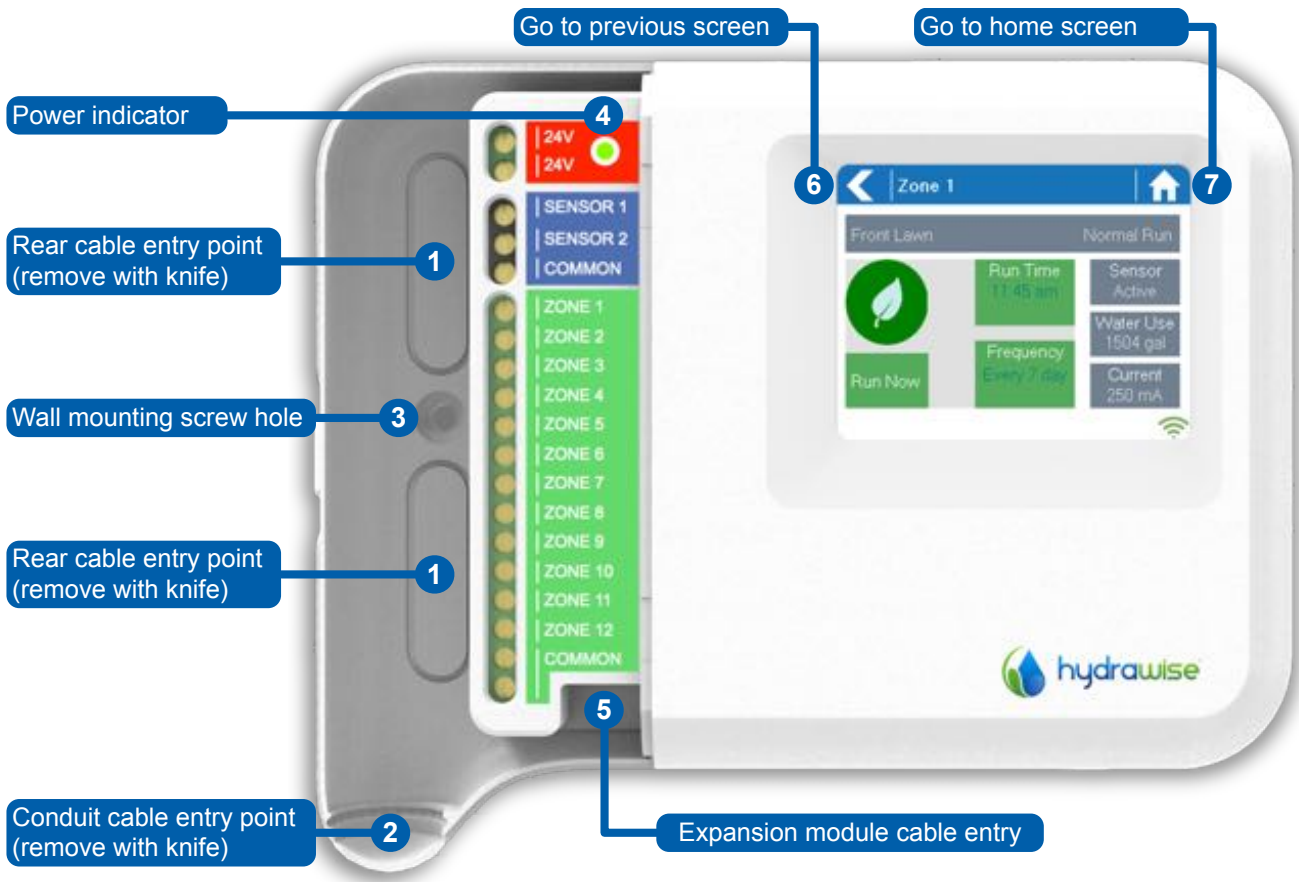 Go to previous screen
Go to home screen
Power indicator
4
24V
24V
6
Zone 1
7
SENSOR 1
SENSOR 2
COMMON
Front Lawn
Normal Run
Rear cable entry point
(remove with knife)
1
Run Time
11:45 am
Sensor
Active
ZONE 1
ZONE 2
ZONE 3
ZONE 4
ZONE 5
ZONE 6
ZONE 7
ZONE 8
ZONE 9
ZONE 10
ZONE 11
ZONE 12
COMMON
Water Use
1504 gal
Run Now
Frequency
Every 7 day
Current
250 mA
Wall mounting screw hole
3
Rear cable entry point
(remove with knife)
1
hydrawise
5
Conduit cable entry point
(remove with knife)
2
Expansion module cable entry